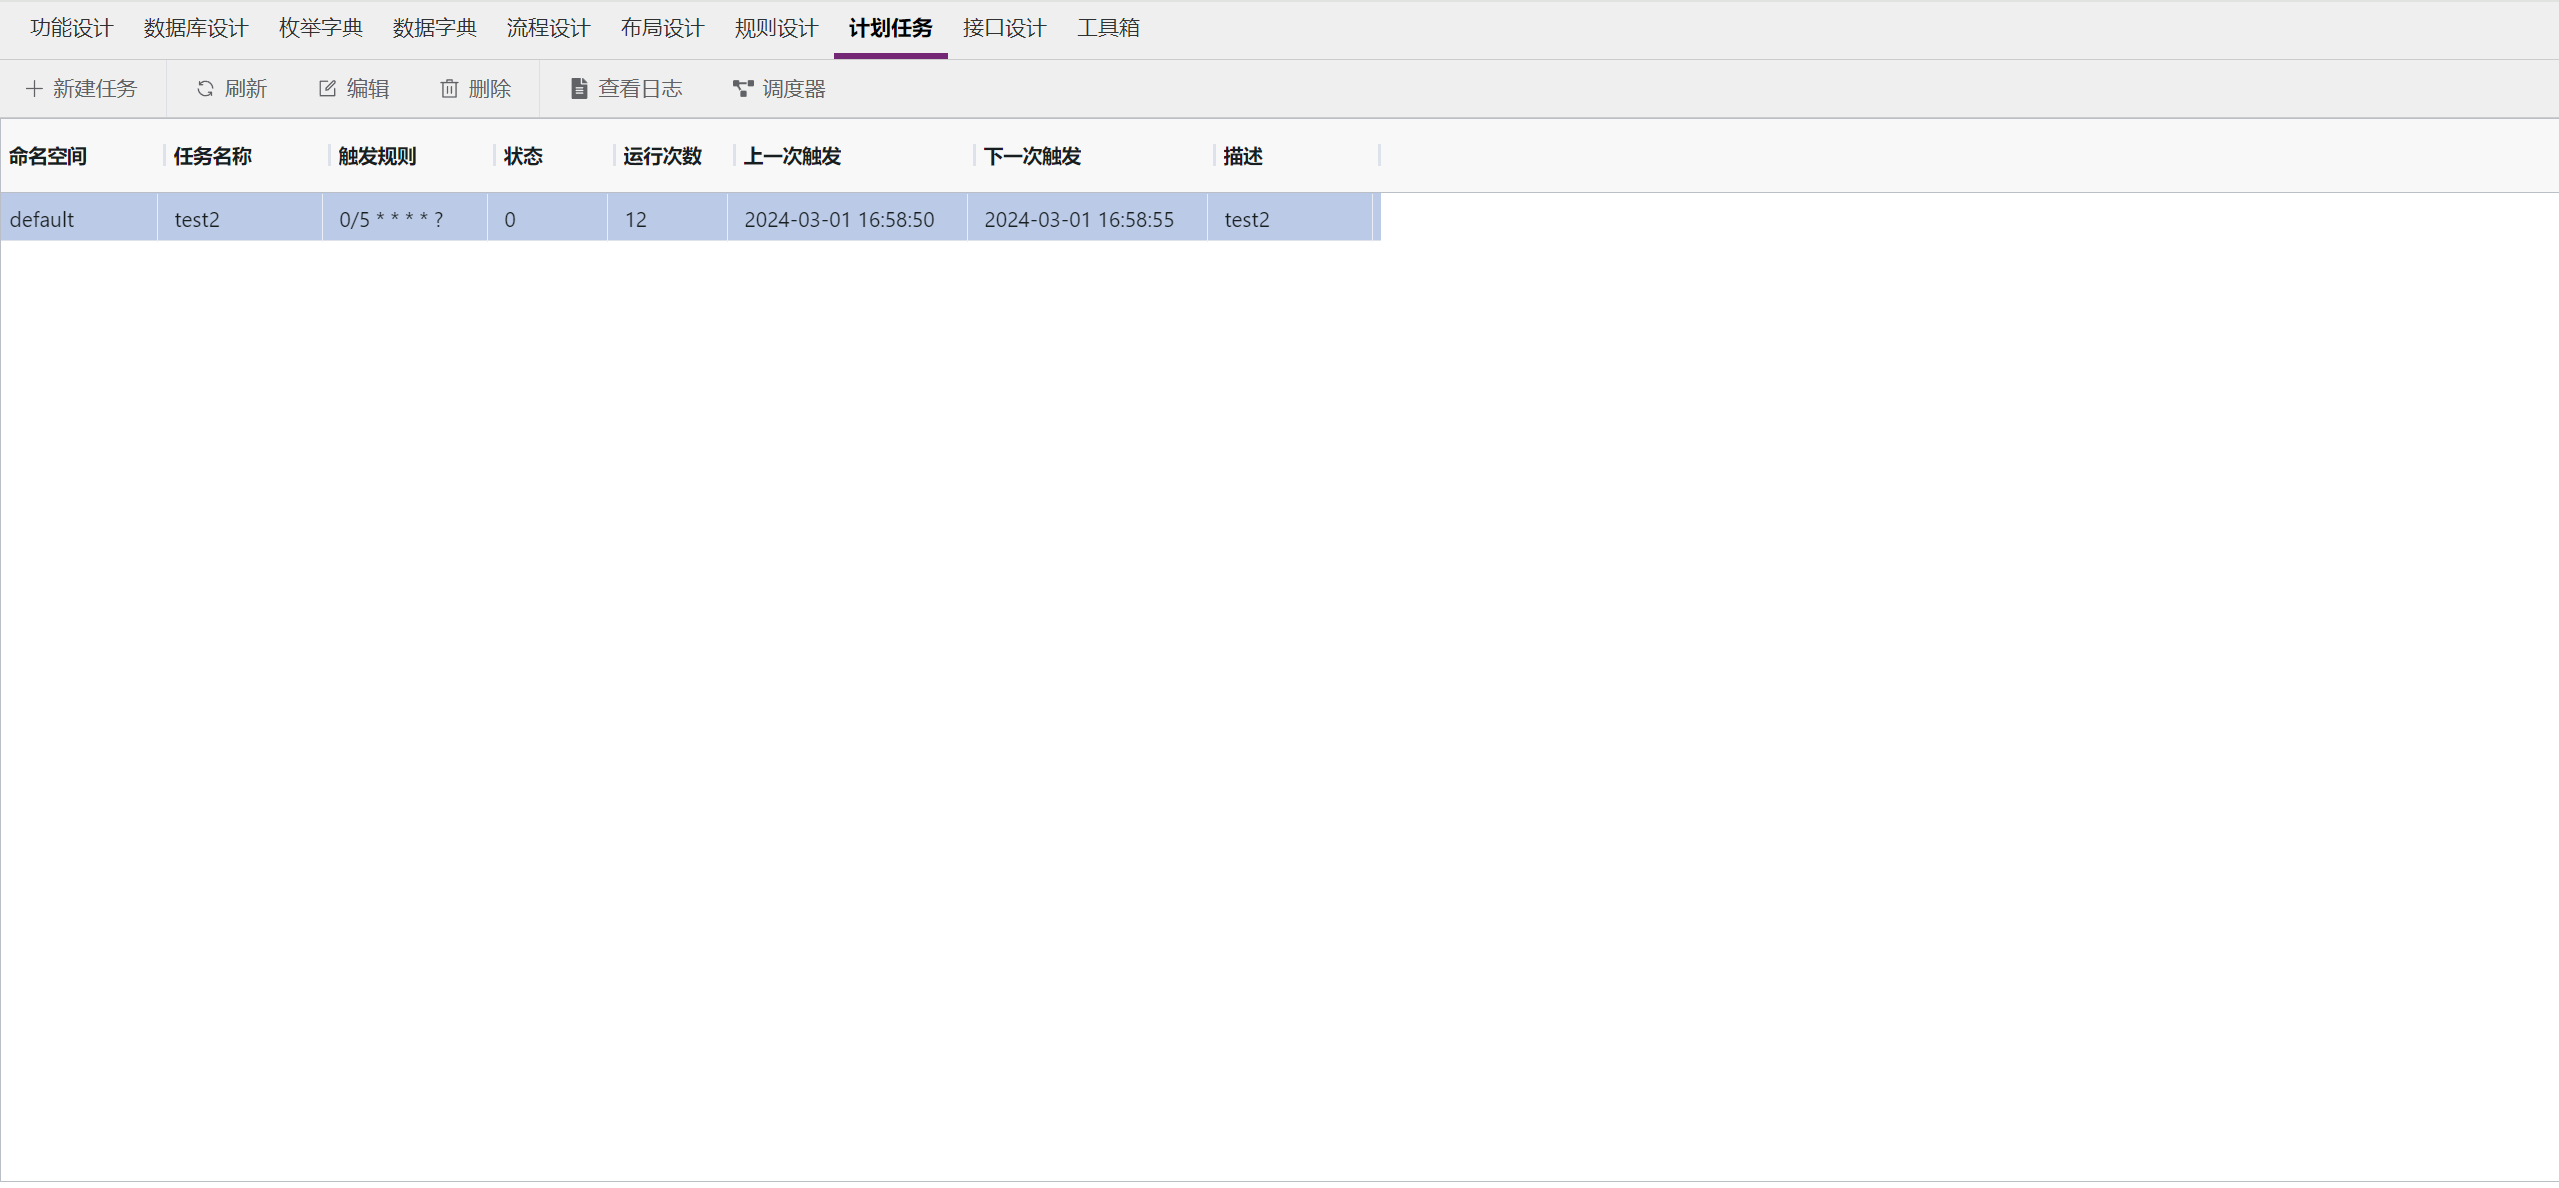 功能设计 数据库设计 枚举字典 数据字典 流程设计 布局设计 规则设计 计划任务 接口设计 工具箱
新建任务 刷新 编辑 删除 查看日志 调度器
命名空间 任务名称 触发规则 状态 运行次数 上一次触发 下一次触发 描述
default test2 0/5 * * * * ? 0 12 2024-03-01 16:58:50 2024-03-01 16:58:55 test2